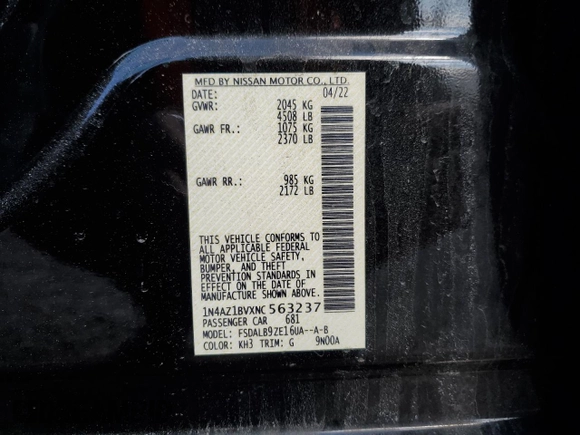 MFD BY NISSAN MOTOR CO., LTD.
DATE: 04/22
GVWR: 2045 KG
4508 LB
GAWR FR.: 1075 KG
2370 LB
GAWR RR.: 985 KG
2172 LB
THIS VEHICLE CONFORMS TO
ALL APPLICABLE FEDERAL
MOTOR VEHICLE SAFETY,
BUMPER, AND THEFT
PREVENTION STANDARDS IN
EFFECT ON THE DATE OF
MANUFACTURE SHOWN ABOVE.
1N4AZ1BVXNC563237
PASSENGER CAR 681
MODEL: FSDALB9ZE16UA--A-B
COLOR: KH3 TRIM: G 9N00A